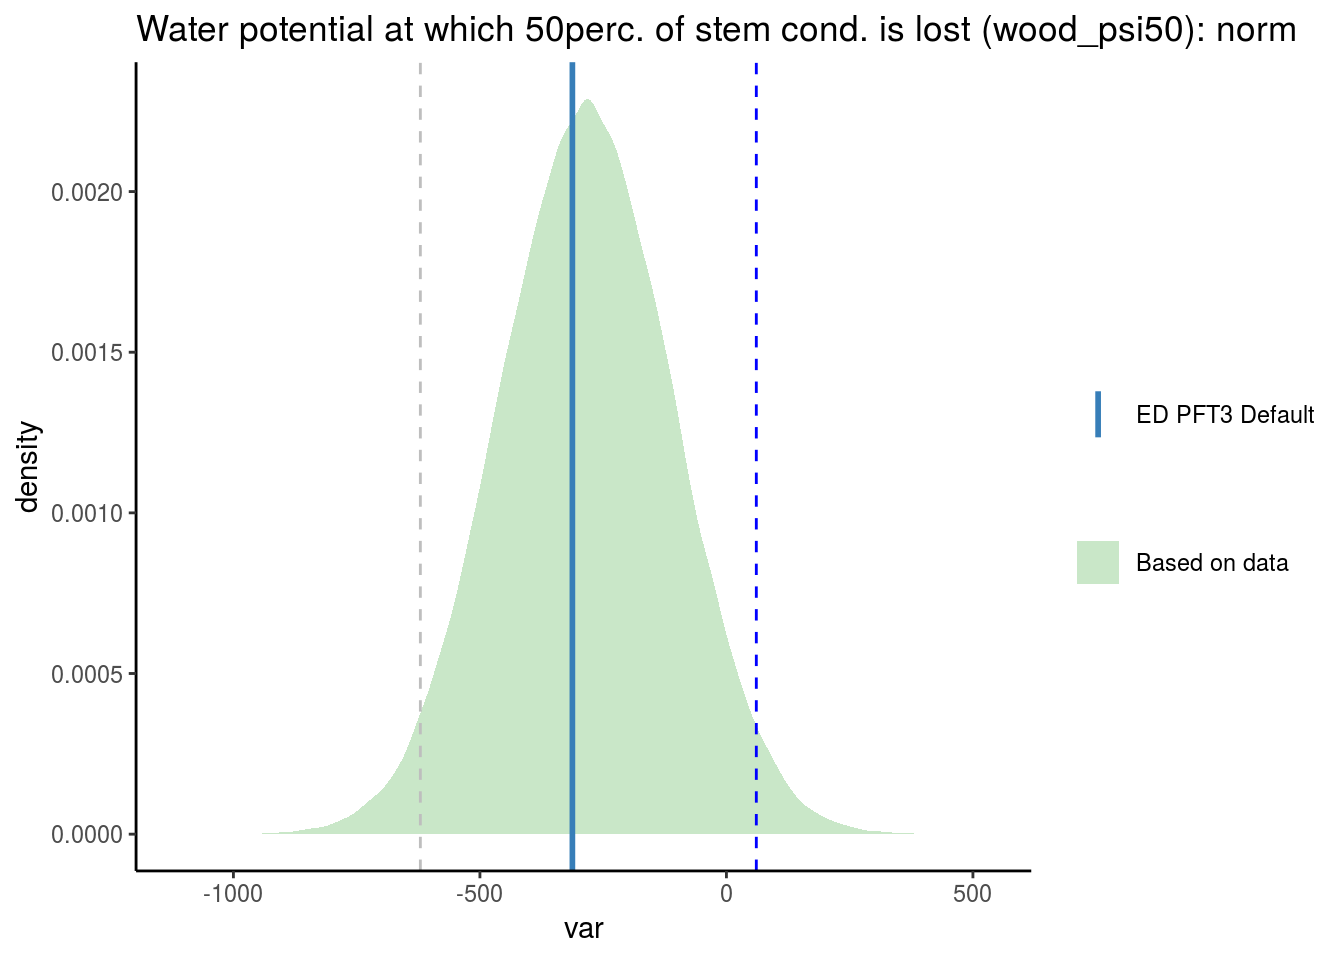 Water potential at which 50perc. of stem cond. is lost (wood_psi50): norm
density
0.0020
0.0015
0.0010
0.0005
0.0000
-1000
-500
0
500
var
ED PFT3 Default
Based on data